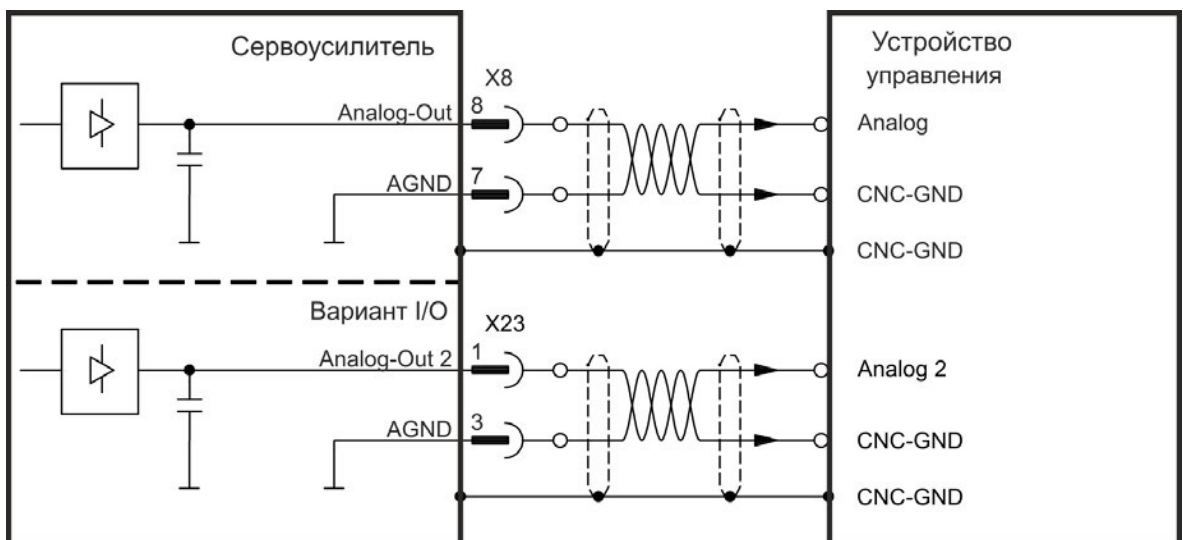 Сервоусилитель
Устройство
управления
X8
Analog-Out
8
Analog
AGND
7
CNC-GND
CNC-GND
Вариант I/O
X23
Analog-Out 2
1
Analog 2
AGND
3
CNC-GND
CNC-GND